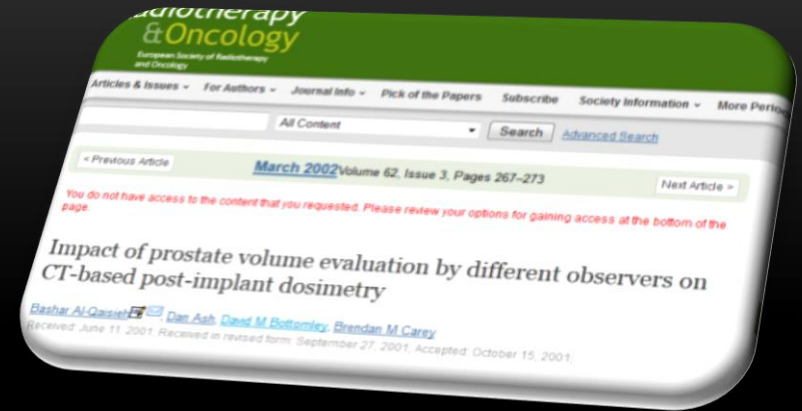 Radiotherapy
&Oncology
European Society of Radiotherapy
and Oncology
Articles & Issues For Authors Journal Info Pick of the Papers Subscribe Society Information More Perio
All Content Search Advanced Search
< Previous Article March 2002 Volume 62, Issue 3, Pages 267–273 Next Article >
You do not have access to the content that you requested. Please review your options for gaining access at the bottom of the
page.
Impact of prostate volume evaluation by different observers on
CT-based post-implant dosimetry
Bashar Al-Qaisieh, Dan Ash, David M Bottomley, Brendan M Carey
Received: June 11, 2001; Received in revised form: September 27, 2001; Accepted: October 15, 2001;